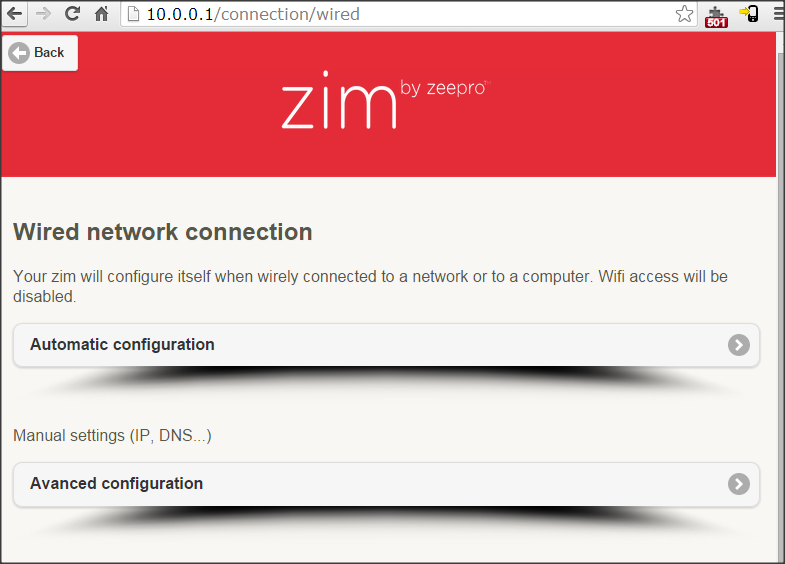 10.0.0.1/connection/wired
501
Back
zim by zeepro™
Wired network connection
Your zim will configure itself when wirely connected to a network or to a computer. Wifi access will be
disabled.
Automatic configuration
Manual settings (IP, DNS...)
Avanced configuration